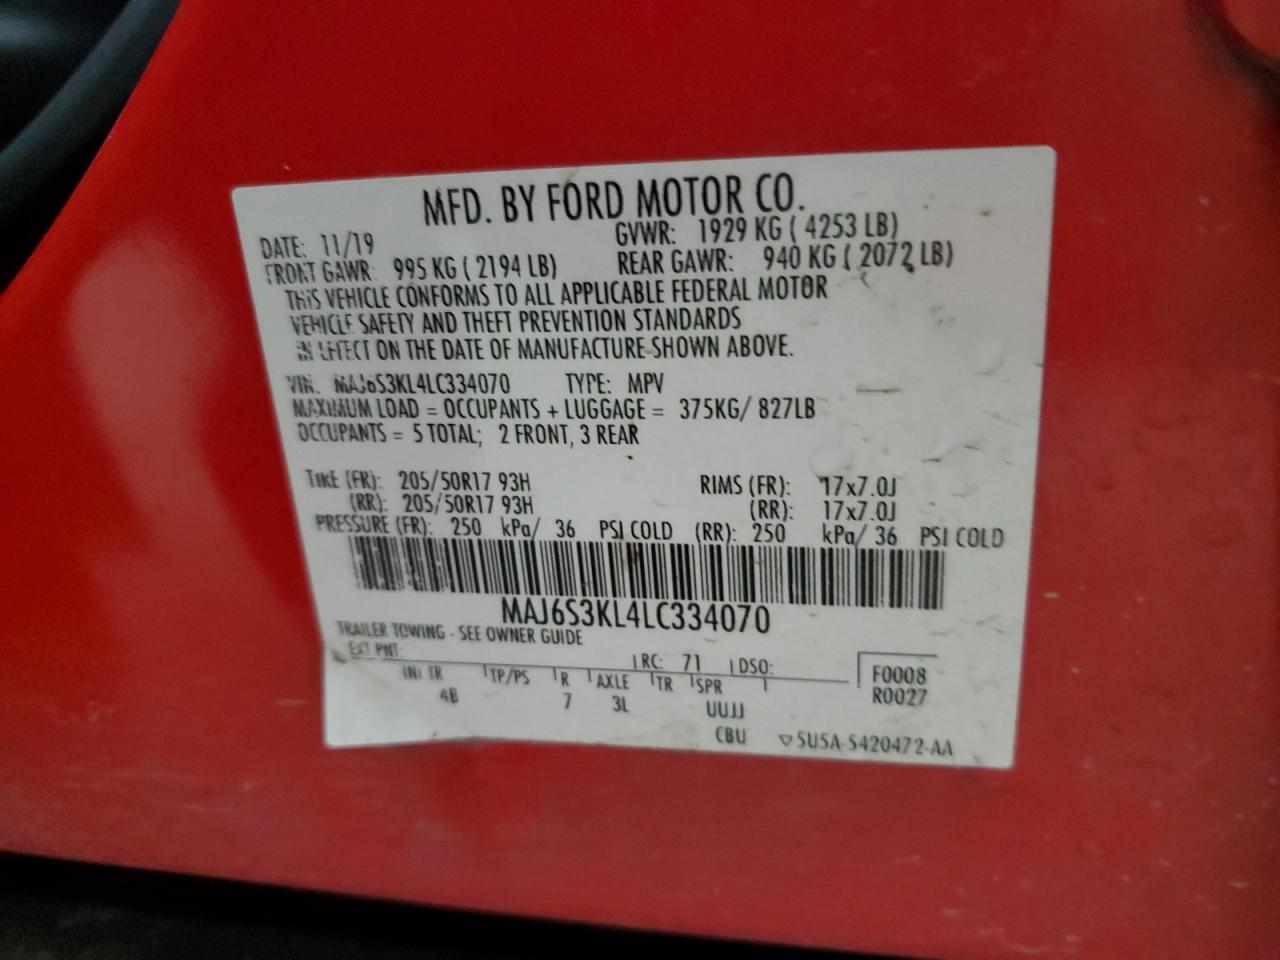 MFD. BY FORD MOTOR CO.
DATE: 11/19 GVWR: 1929 KG ( 4253 LB)
FRONT GAWR: 995 KG ( 2194 LB) REAR GAWR: 940 KG ( 2072 LB)
THIS VEHICLE CONFORMS TO ALL APPLICABLE FEDERAL MOTOR
VEHICLE SAFETY AND THEFT PREVENTION STANDARDS
IN EFFECT ON THE DATE OF MANUFACTURE SHOWN ABOVE.
VIN: MAJ6S3KL4LC334070 TYPE: MPV
MAXIMUM LOAD = OCCUPANTS + LUGGAGE = 375KG/ 827LB
OCCUPANTS = 5 TOTAL; 2 FRONT, 3 REAR
TIRE (FR): 205/50R17 93H RIMS (FR): 17x7.0J
(RR): 205/50R17 93H (RR): 17x7.0J
PRESSURE (FR): 250 kPa/ 36 PSI COLD (RR): 250 kPa/ 36 PSI COLD
MAJ6S3KL4LC334070
TRAILER TOWING - SEE OWNER GUIDE
EXT PNT: RC: 71 DSO: F0008
INT TR TP/PS R AXLE TR SPR R0027
4B 7 3L UUJJ
CBU ▽5U5A-5420472-AA